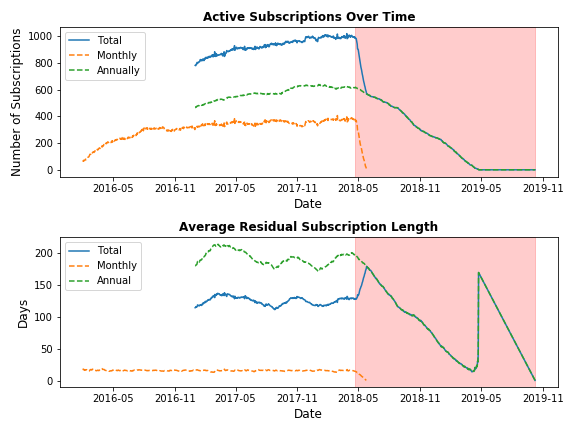 Active Subscriptions Over Time
Number of Subscriptions
1000
800
600
400
200
0
Total
Monthly
Annually
2016-05 2016-11 2017-05 2017-11 2018-05 2018-11 2019-05 2019-11
Date
Average Residual Subscription Length
Days
200
150
100
50
0
Total
Monthly
Annual
2016-05 2016-11 2017-05 2017-11 2018-05 2018-11 2019-05 2019-11
Date